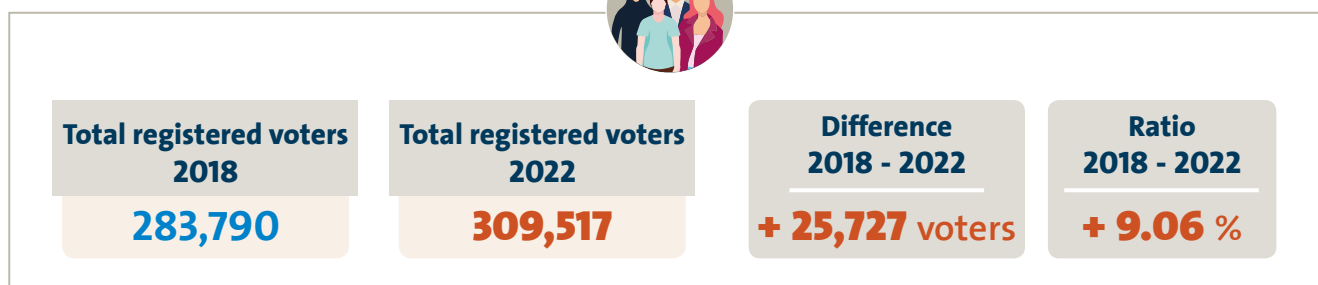 Total registered voters
2018
283,790
Total registered voters
2022
309,517
Difference
2018 - 2022
+ 25,727 voters
Ratio
2018 - 2022
+ 9.06 %